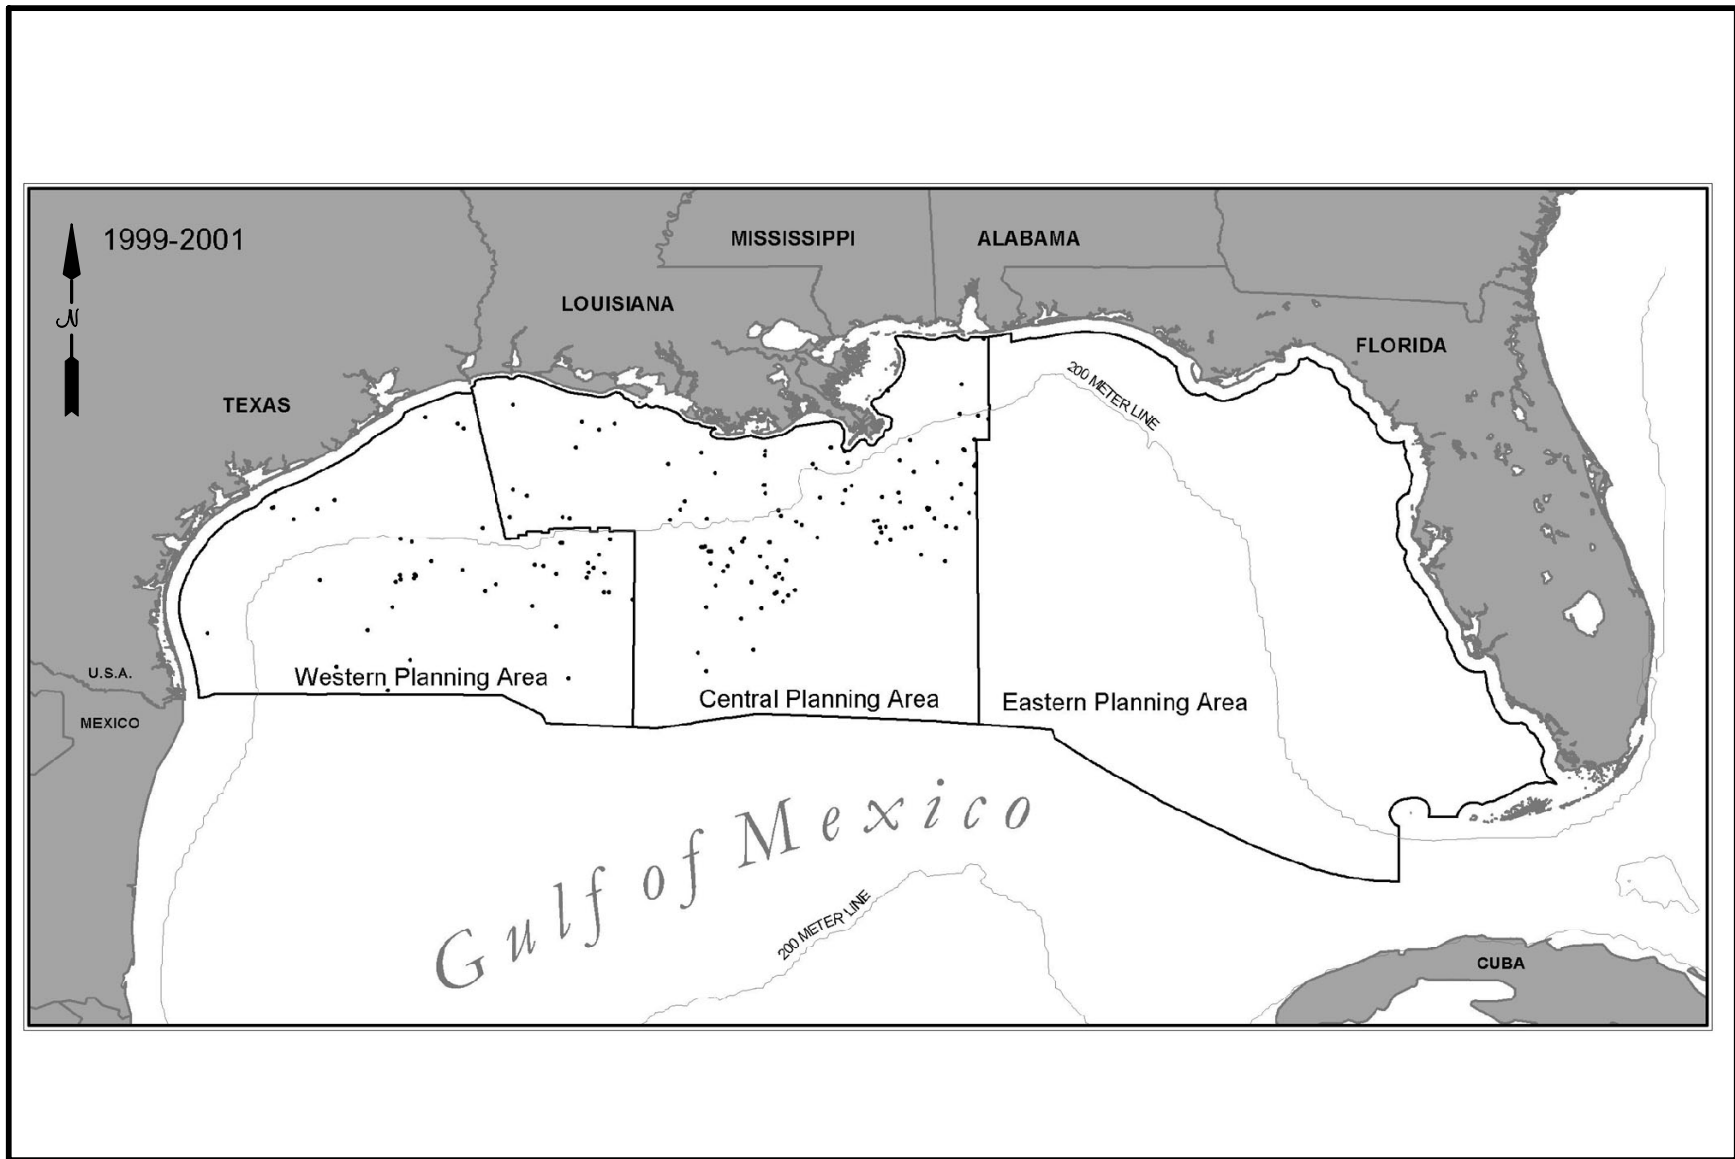 1999-2001
N
MISSISSIPPI
ALABAMA
LOUISIANA
FLORIDA
TEXAS
200 METER LINE
U.S.A.
MEXICO
Western Planning Area
Central Planning Area
Eastern Planning Area
Gulf of Mexico
200 METER LINE
CUBA